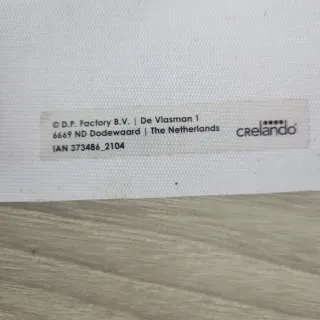 © D.F. Factory B.V. | De Vlasman 1
6669 ND Dodewaard | The Netherlands
IAN 373486_2104
crelando®